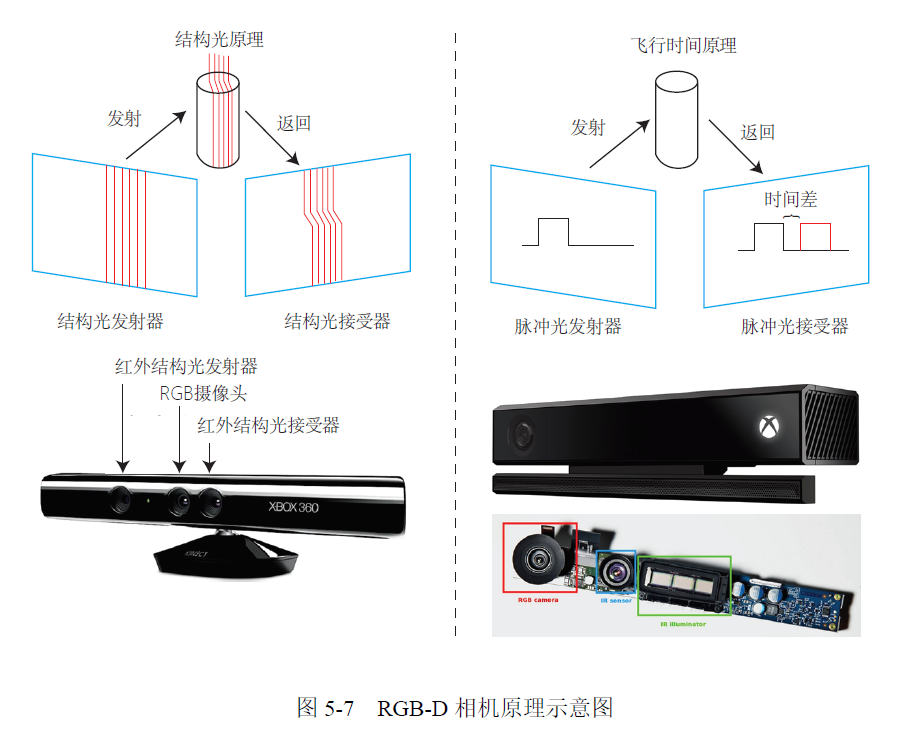 结构光原理
发射
返回
结构光发射器
结构光接受器
红外结构光发射器
RGB摄像头
红外结构光接受器
XBOX 360
KINECT
飞行时间原理
发射
返回
时间差
脉冲光发射器
脉冲光接受器
RGB camera
IR sensor
IR illuminator
图 5-7 RGB-D 相机原理示意图